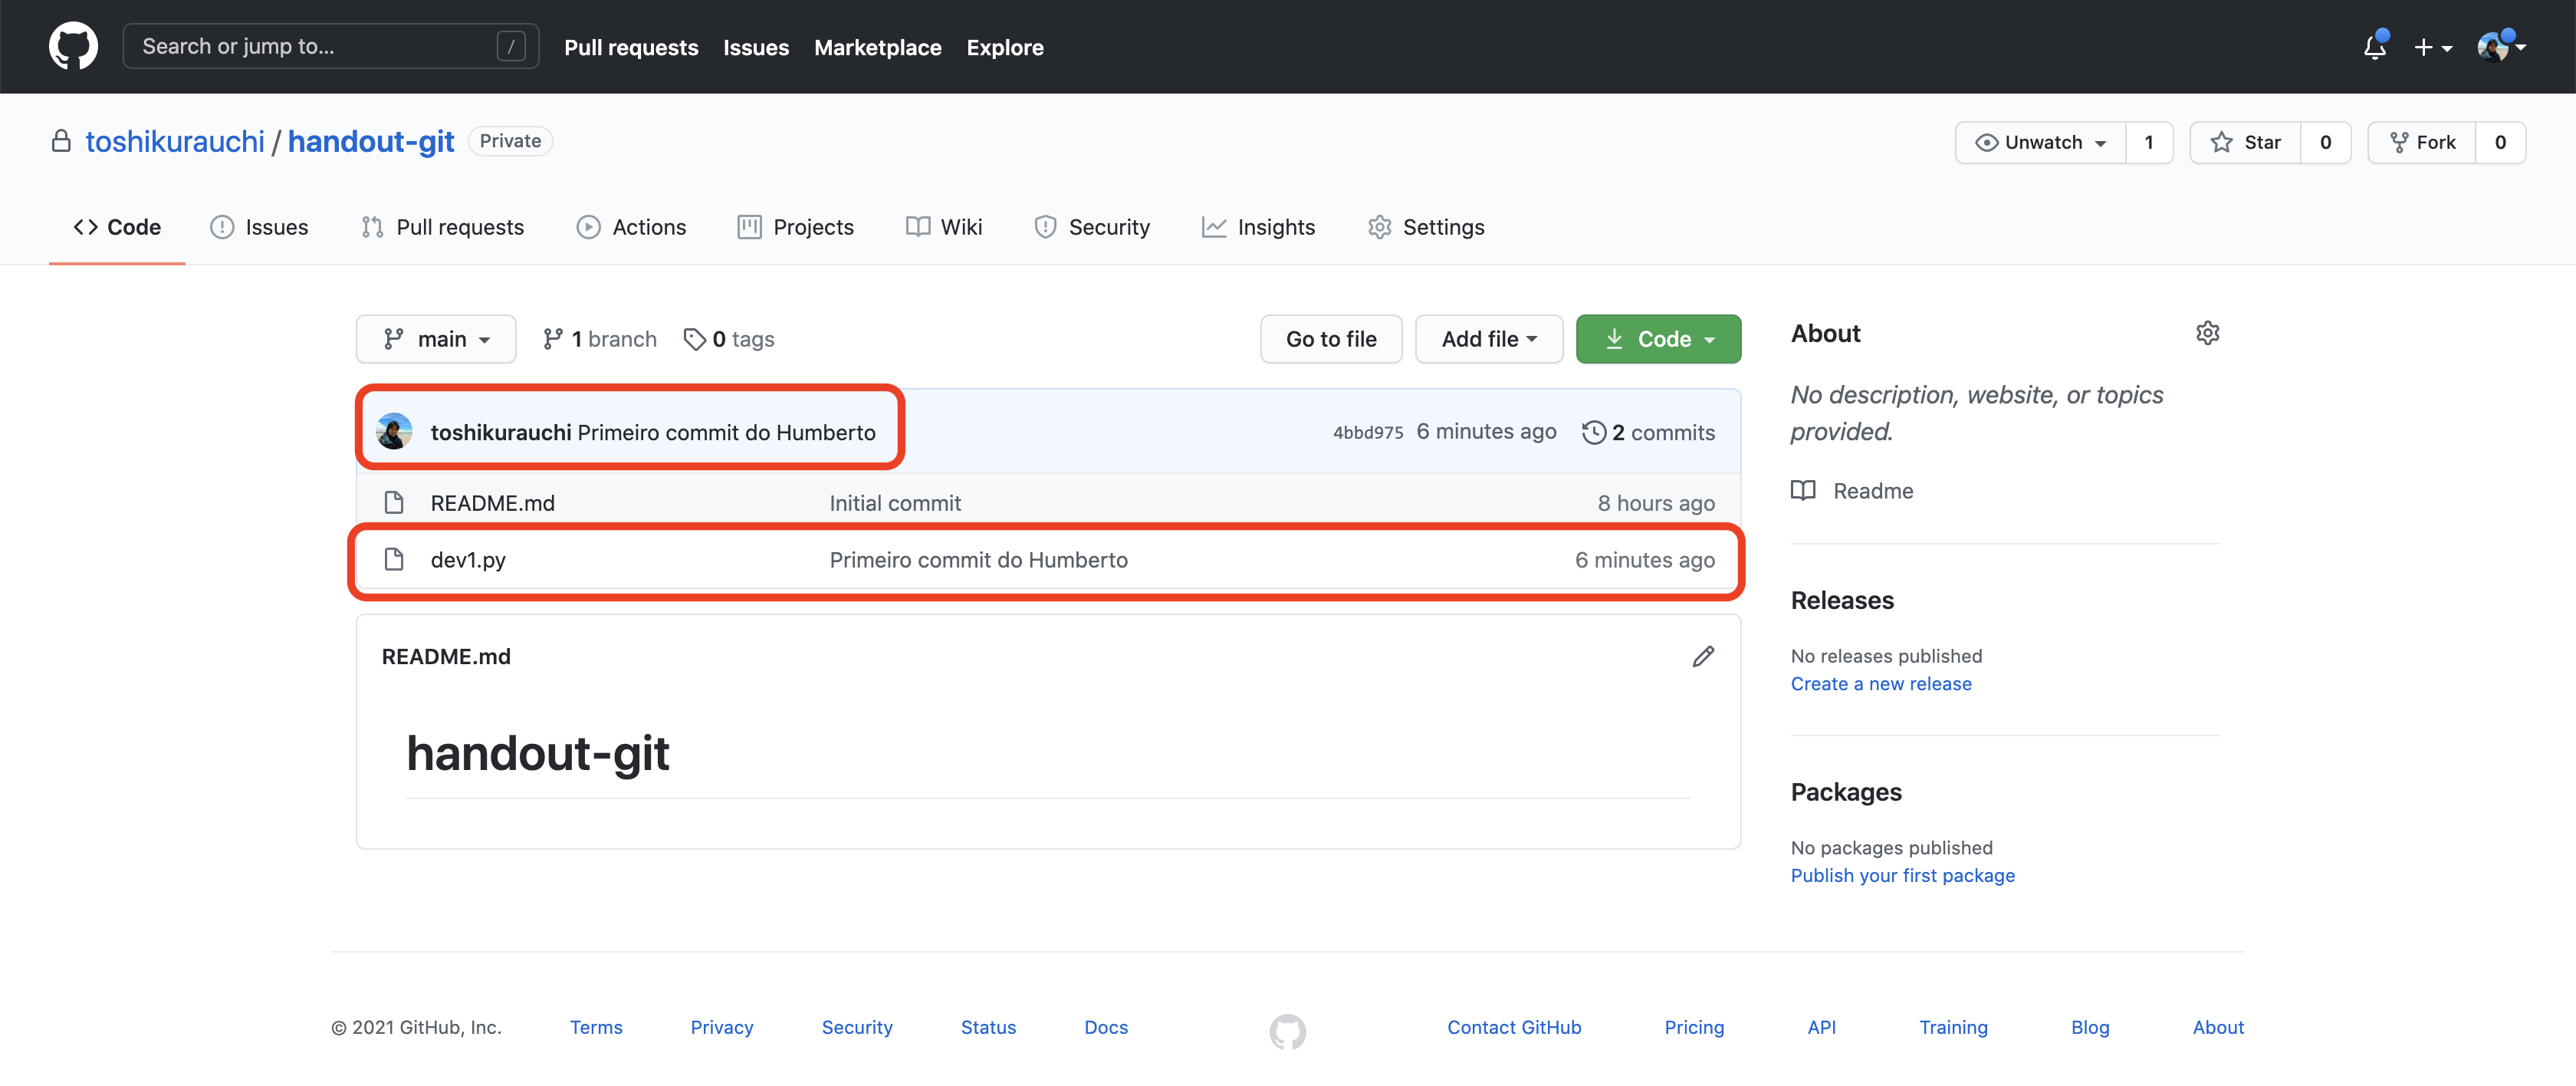 Search or jump to... /
Pull requests Issues Marketplace Explore
toshikurauchi / handout-git Private
Unwatch 1 Star 0 Fork 0
Code Issues Pull requests Actions Projects Wiki Security Insights Settings
main 1 branch 0 tags Go to file Add file Code
toshikurauchi Primeiro commit do Humberto 4bbd975 6 minutes ago 2 commits
README.md Initial commit 8 hours ago
dev1.py Primeiro commit do Humberto 6 minutes ago
README.md
handout-git
About
No description, website, or topics
provided.
Readme
Releases
No releases published
Create a new release
Packages
No packages published
Publish your first package
© 2021 GitHub, Inc. Terms Privacy Security Status Docs Contact GitHub Pricing API Training Blog About